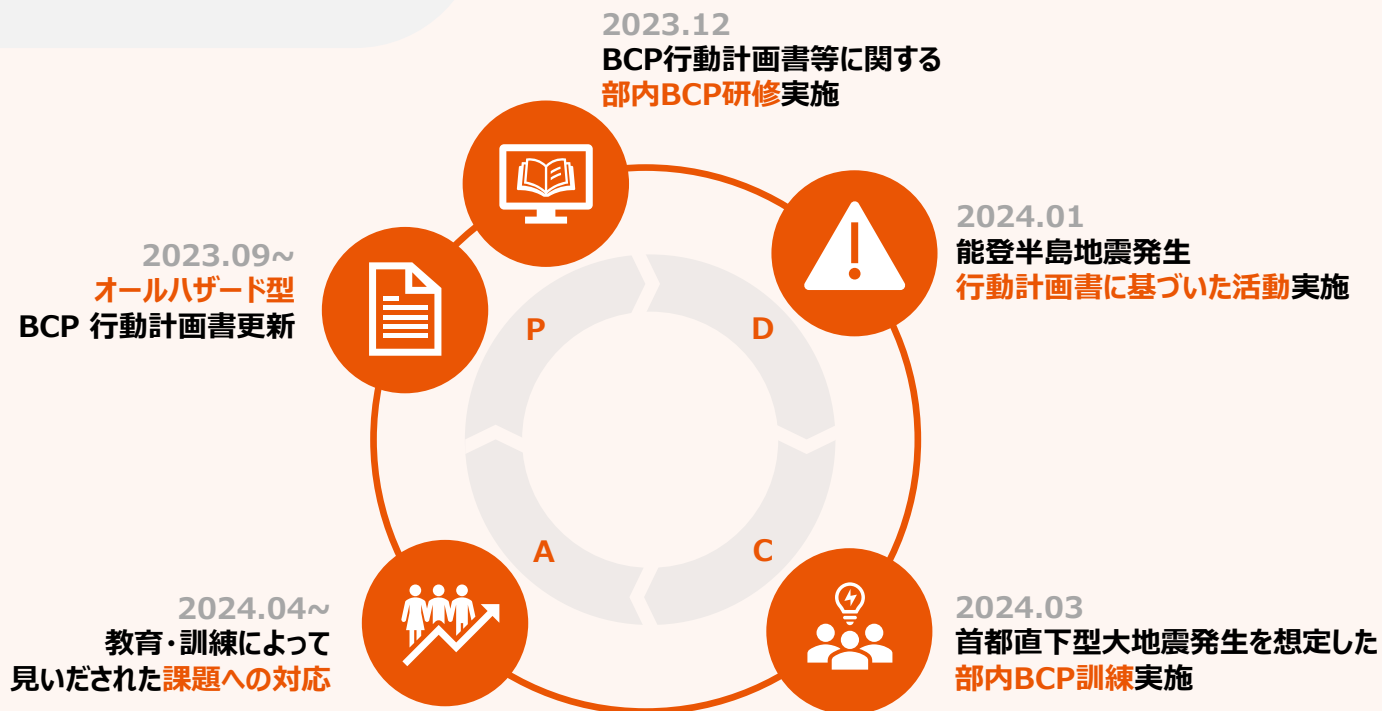 2023.12
BCP行動計画書等に関する
部内BCP研修実施
2024.01
能登半島地震発生
行動計画書に基づいた活動実施
2023.09~
オールハザード型
BCP 行動計画書更新
P
D
A
C
2024.04~
教育・訓練によって
見いだされた課題への対応
2024.03
首都直下型大地震発生を想定した
部内BCP訓練実施